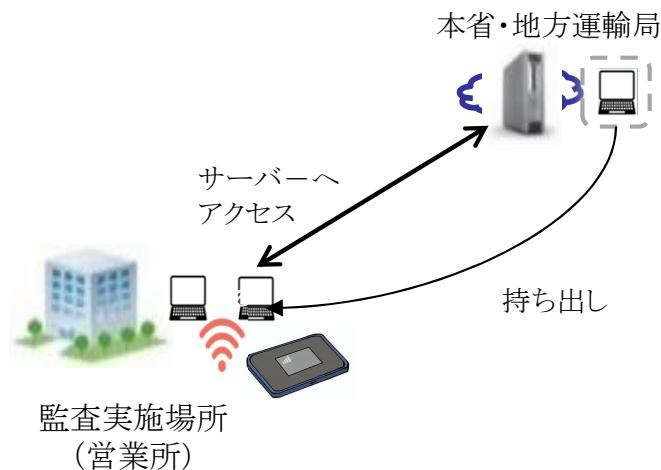 本省・地方運輸局
サーバーへ
アクセス
持ち出し
監査実施場所
（営業所）